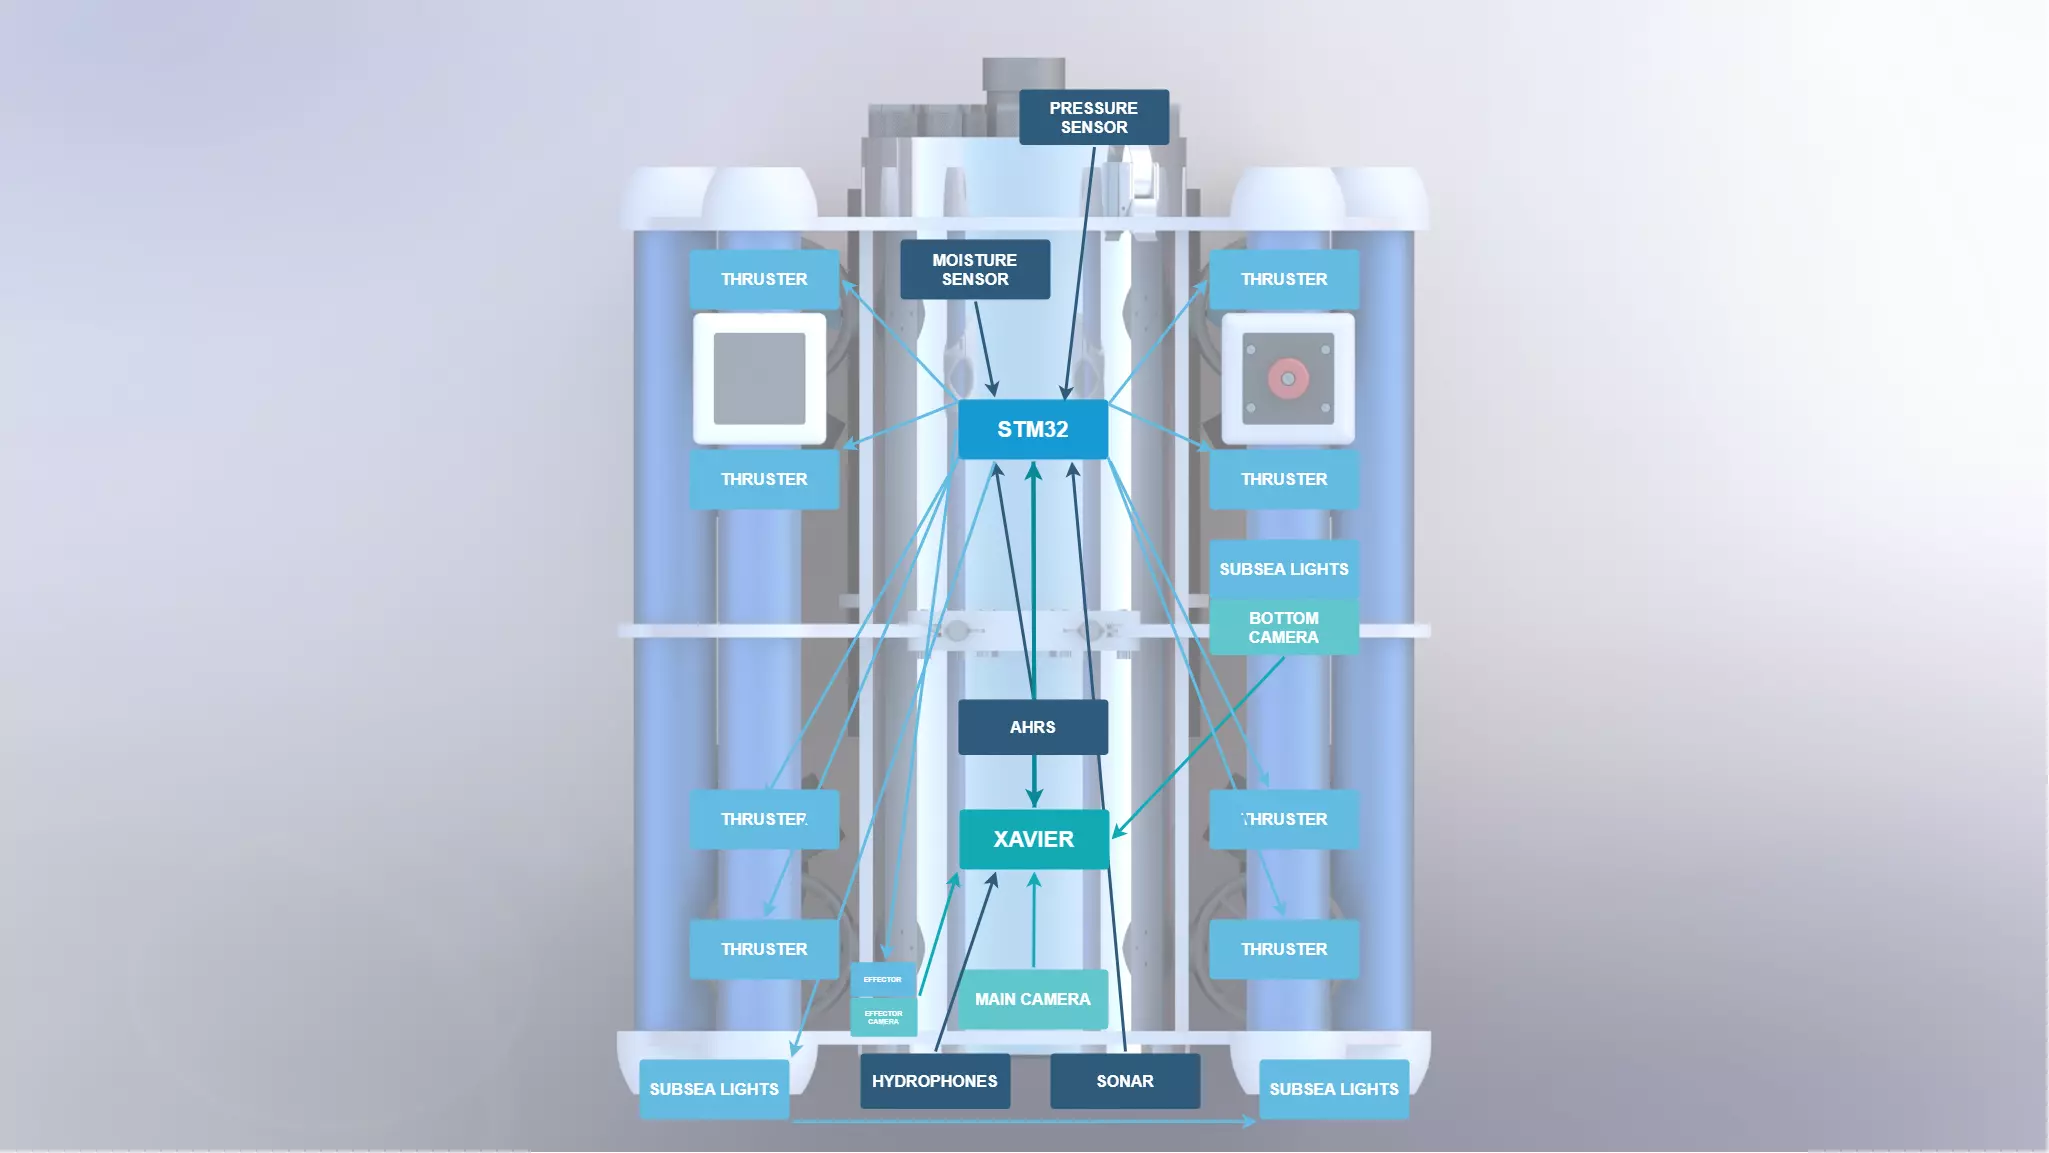 PRESSURE
SENSOR
MOISTURE
SENSOR
THRUSTER
THRUSTER
STM32
THRUSTER
THRUSTER
SUBSEA LIGHTS
BOTTOM
CAMERA
AHRS
THRUSTER
XAVIER
THRUSTER
THRUSTER
EFFECTOR
EFFECTOR
CAMERA
MAIN CAMERA
THRUSTER
SUBSEA LIGHTS
HYDROPHONES
SONAR
SUBSEA LIGHTS